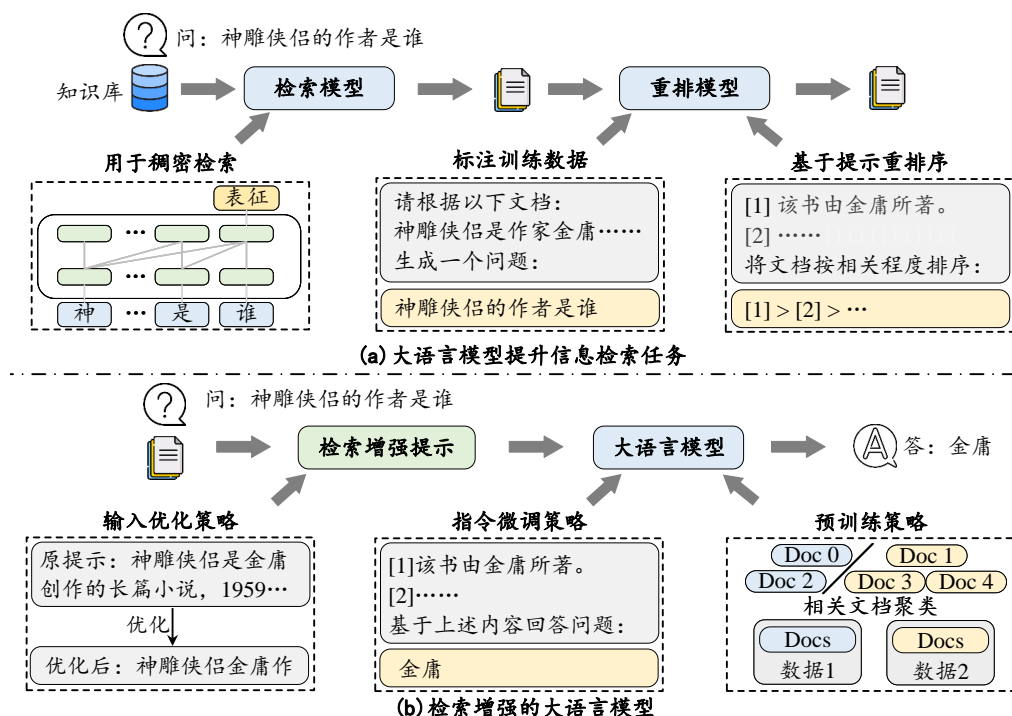 问：神雕侠侣的作者是谁
知识库
检索模型
重排模型
用于稠密检索
标注训练数据
基于提示重排序
表征
神
…
是
谁
请根据以下文档：
神雕侠侣是作家金庸……
生成一个问题：
神雕侠侣的作者是谁
[1] 该书由金庸所著。
[2] ……
将文档按相关程度排序：
[1] > [2] > …
(a) 大语言模型提升信息检索任务
问：神雕侠侣的作者是谁
检索增强提示
大语言模型
A 答：金庸
输入优化策略
指令微调策略
预训练策略
原提示：神雕侠侣是金庸
创作的长篇小说，1959…
优化
优化后：神雕侠侣金庸作
[1]该书由金庸所著。
[2]……
基于上述内容回答问题：
金庸
Doc 0
Doc 1
Doc 2
Doc 3
Doc 4
相关文档聚类
Docs
数据1
Docs
数据2
(b) 检索增强的大语言模型